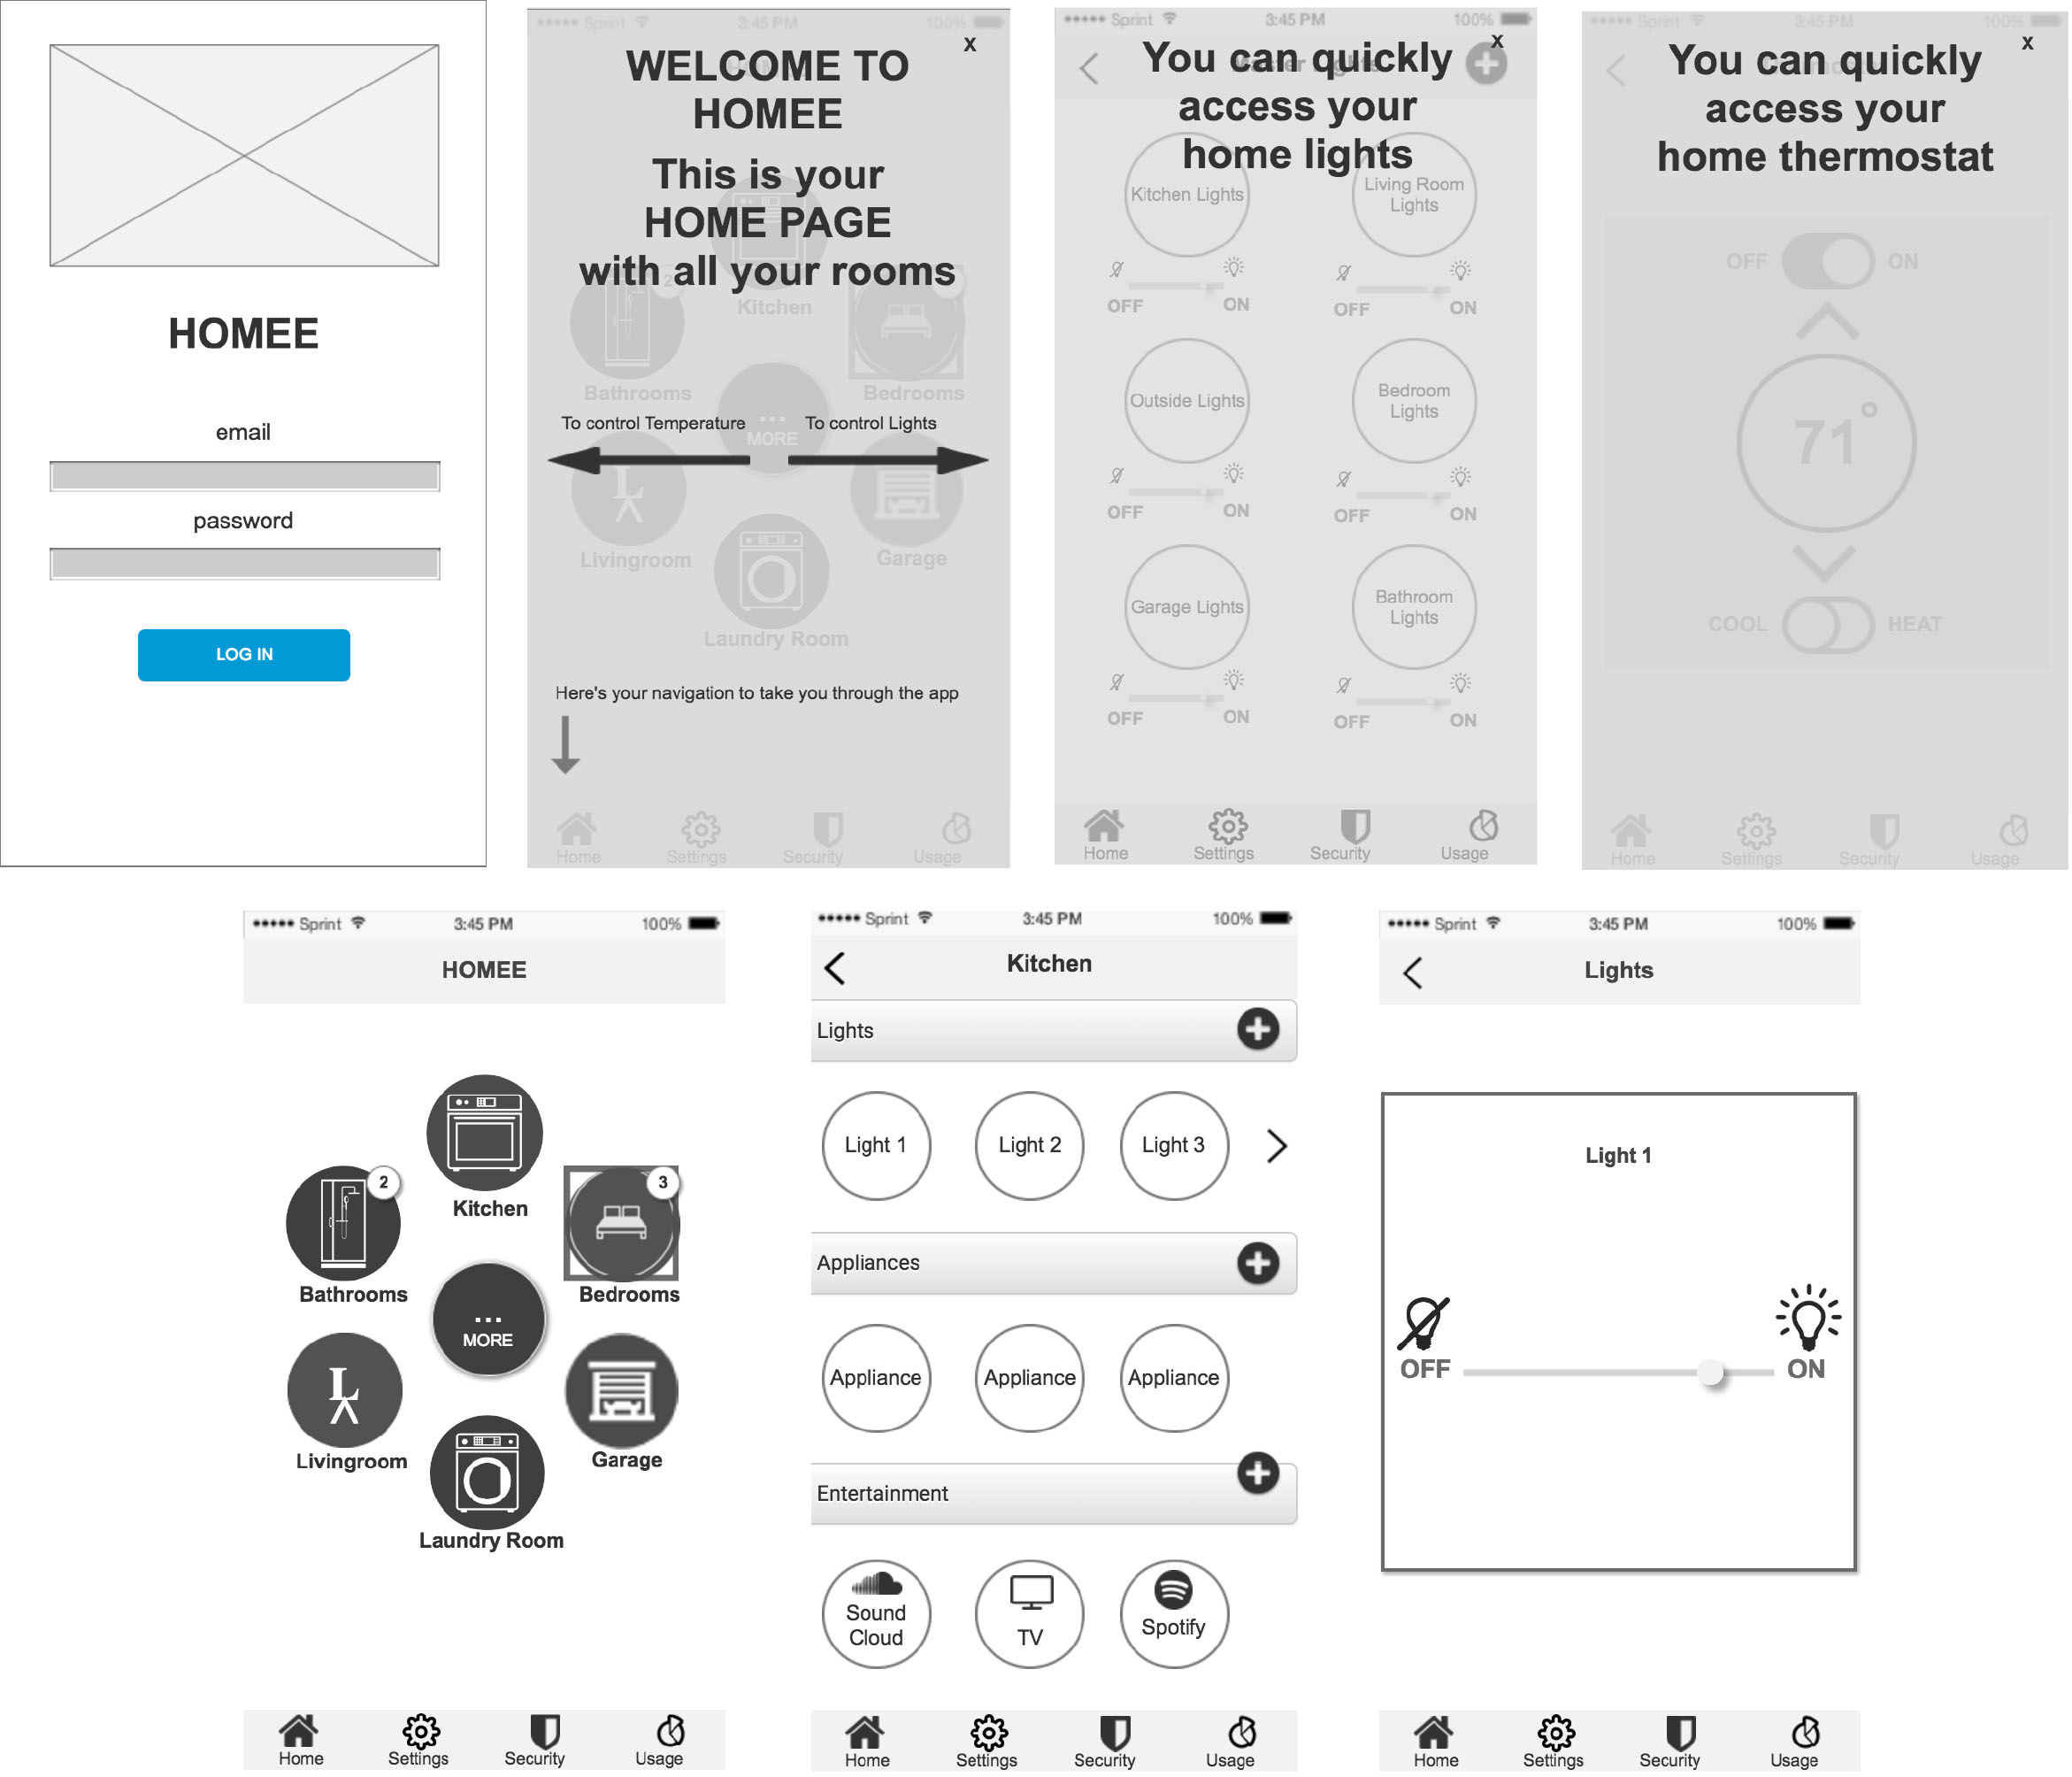 HOMEE
email
password
LOG IN
Sprint 3:45 PM 100%
x
WELCOME TO
HOMEE
This is your
HOME PAGE
with all your rooms
2
Kitchen
Bathrooms
Bedrooms
To control Temperature
To control Lights
...
MORE
Livingroom
Garage
Laundry Room
Here's your navigation to take you through the app
Home
Settings
Security
Usage
Sprint 3:45 PM 100%
x
Master Lights
You can quickly
access your
home lights
Kitchen Lights
Living Room
Lights
OFF
ON
OFF
ON
Outside Lights
Bedroom
Lights
OFF
ON
OFF
ON
Garage Lights
Bathroom
Lights
OFF
ON
OFF
ON
Home
Settings
Security
Usage
Sprint 3:45 PM 100%
x
You can quickly
access your
home thermostat
OFF
ON
71°
COOL
HEAT
Home
Settings
Security
Usage
Sprint 3:45 PM 100%
HOMEE
Kitchen
2
Bathrooms
3
Bedrooms
...
MORE
L
Livingroom
Garage
Laundry Room
Home
Settings
Security
Usage
Sprint 3:45 PM 100%
Kitchen
Lights
Light 1
Light 2
Light 3
Appliances
Appliance
Appliance
Appliance
Entertainment
Sound
Cloud
TV
Spotify
Home
Settings
Security
Usage
Sprint 3:45 PM 100%
Lights
Light 1
OFF
ON
Home
Settings
Security
Usage